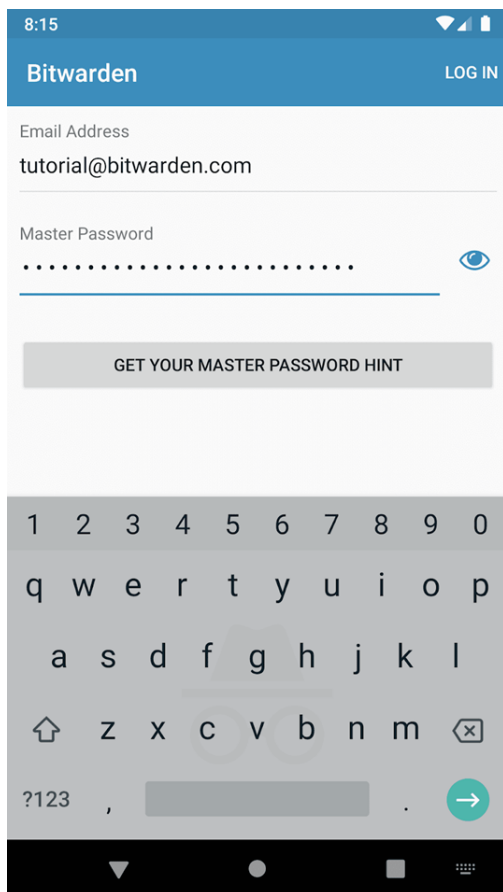 8:15
Bitwarden LOG IN
Email Address
tutorial@bitwarden.com
Master Password
··························
GET YOUR MASTER PASSWORD HINT
1 2 3 4 5 6 7 8 9 0
q w e r t y u i o p
a s d f g h j k l
z x c v b n m
?123 , .